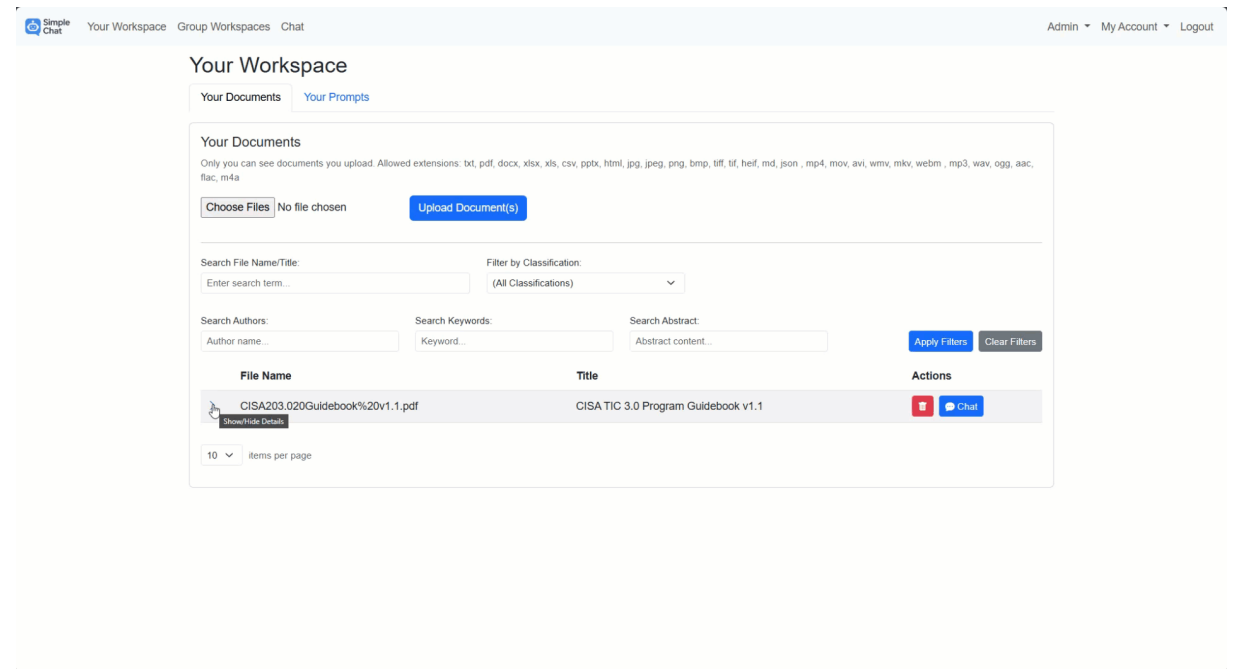 Simple Chat Your Workspace Group Workspaces Chat Admin My Account Logout
Your Workspace
Your Documents Your Prompts
Your Documents
Only you can see documents you upload. Allowed extensions: txt, pdf, docx, xlsx, xls, csv, pptx, html, jpg, jpeg, png, bmp, tiff, tif, heif, md, json , mp4, mov, avi, wmv, mkv, webm , mp3, wav, ogg, aac,
flac, m4a
Choose Files No file chosen Upload Document(s)
Search File Name/Title: Filter by Classification:
Enter search term... (All Classifications)
Search Authors: Search Keywords: Search Abstract:
Author name... Keyword... Abstract content... Apply Filters Clear Filters
File Name Title Actions
CISA203.020Guidebook%20v1.1.pdf CISA TIC 3.0 Program Guidebook v1.1 Chat
Show/Hide Details
10 items per page